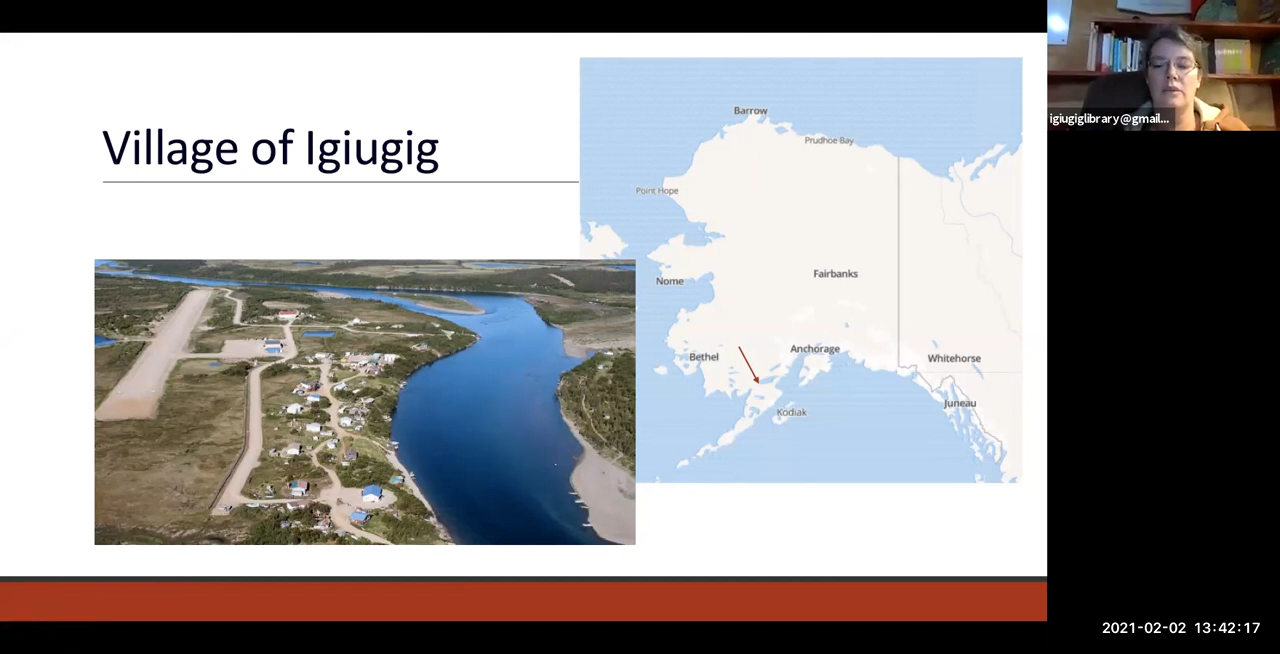 Village of Igiugig
Barrow
Prudhoe Bay
Point Hope
Nome
Fairbanks
Bethel
Anchorage
Whitehorse
Kodiak
Juneau
igiugiglibrary@gmail...
2021-02-02 13:42:17